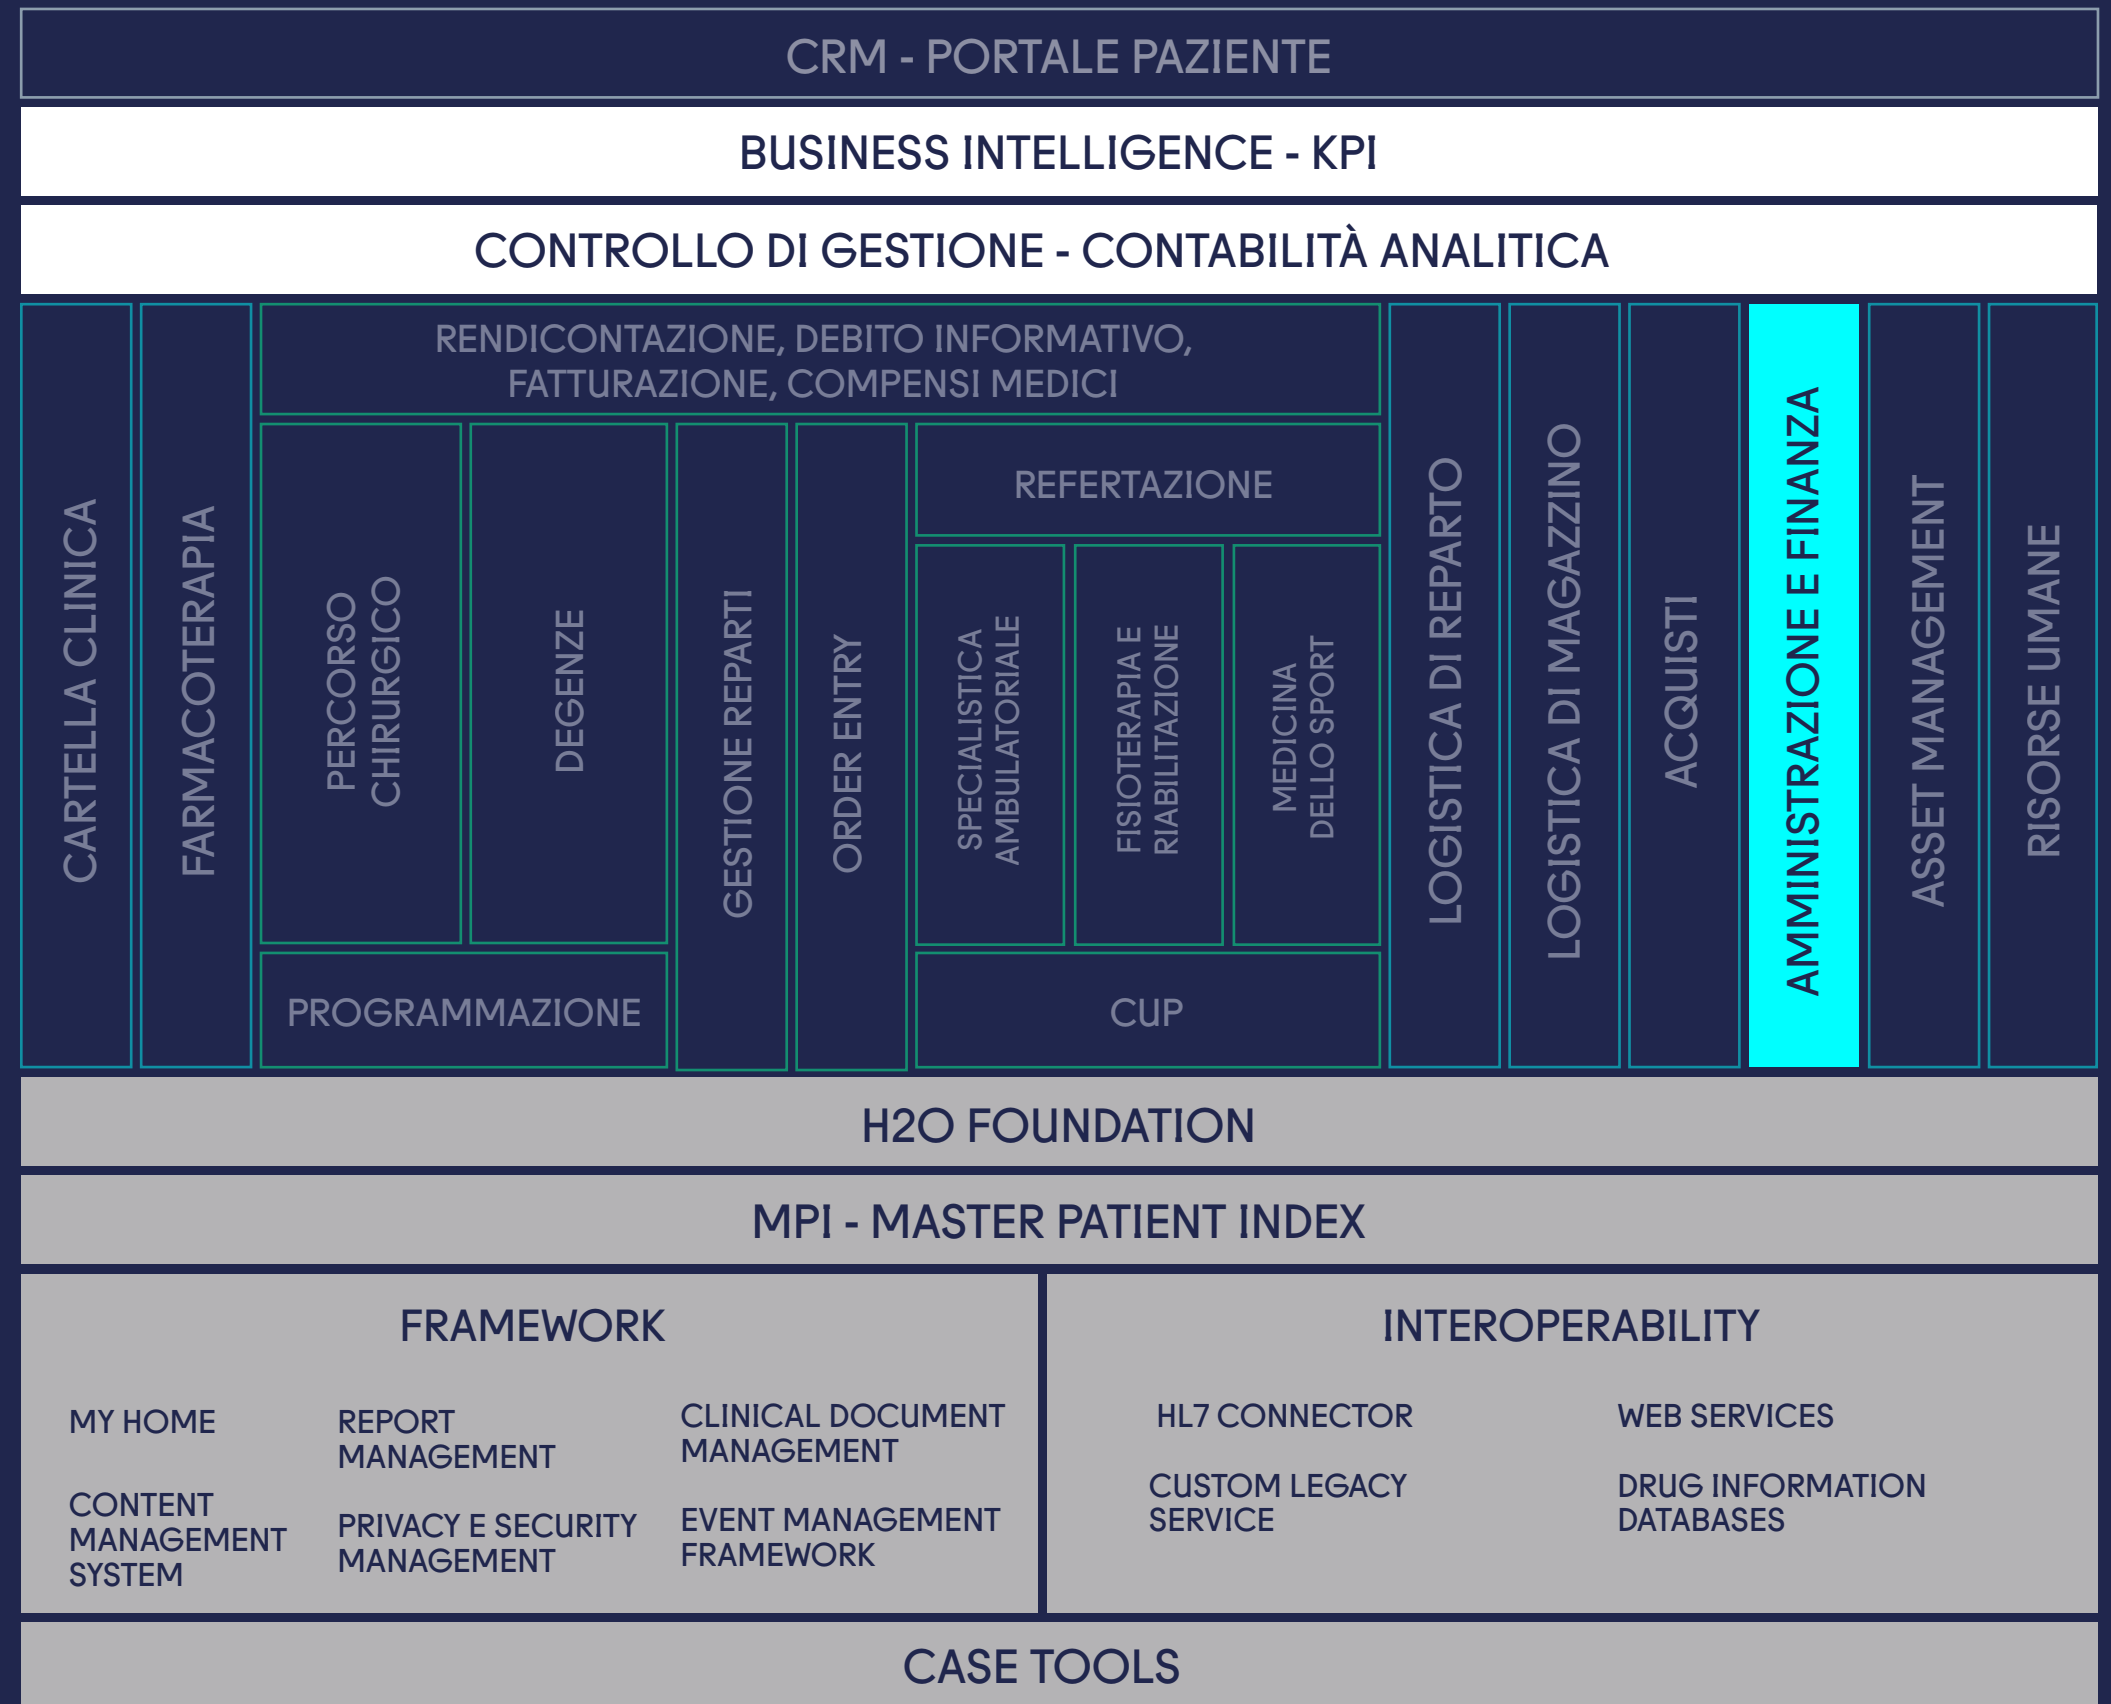 CRM - PORTALE PAZIENTE
BUSINESS INTELLIGENCE - KPI
CONTROLLO DI GESTIONE - CONTABILITÀ ANALITICA
CARTELLA CLINICA
FARMACOTERAPIA
RENDICONTAZIONE, DEBITO INFORMATIVO,
FATTURAZIONE, COMPENSI MEDICI
PERCORSO
CHIRURGICO
DEGENZE
PROGRAMMAZIONE
GESTIONE REPARTI
ORDER ENTRY
REFERTAZIONE
SPECIALISTICA
AMBULATORIALE
FISIOTERAPIA E
RIABILITAZIONE
MEDICINA
DELLO SPORT
CUP
LOGISTICA DI REPARTO
LOGISTICA DI MAGAZZINO
ACQUISTI
AMMINISTRAZIONE E FINANZA
ASSET MANAGEMENT
RISORSE UMANE
H2O FOUNDATION
MPI - MASTER PATIENT INDEX
FRAMEWORK
MY HOME
CONTENT
MANAGEMENT
SYSTEM
REPORT
MANAGEMENT
PRIVACY E SECURITY
MANAGEMENT
CLINICAL DOCUMENT
MANAGEMENT
EVENT MANAGEMENT
FRAMEWORK
INTEROPERABILITY
HL7 CONNECTOR
CUSTOM LEGACY
SERVICE
WEB SERVICES
DRUG INFORMATION
DATABASES
CASE TOOLS